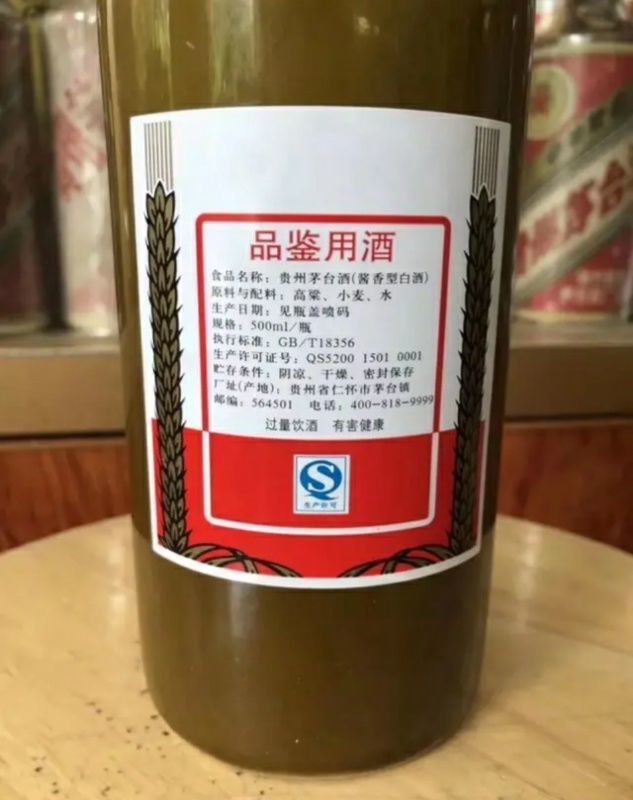 品鉴用酒
食品名称：贵州茅台酒(酱香型白酒)
原料与配料：高粱、小麦、水
生产日期：见瓶盖喷码
规格：500ml/瓶
执行标准：GB/T18356
生产许可证号：QS5200 1501 0001
贮存条件：阴凉、干燥、密封保存
厂址(产地)：贵州省仁怀市茅台镇
邮编：564501 电话：400-818-9999
过量饮酒 有害健康
QS
生产许可